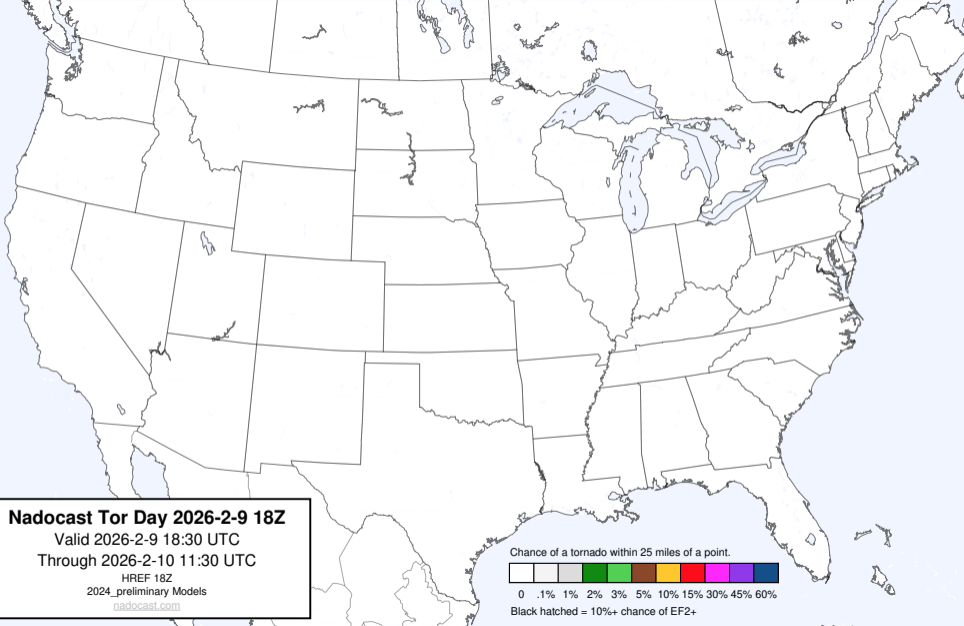 Nadocast Tor Day 2026-2-9 18Z
Valid 2026-2-9 18:30 UTC
Through 2026-2-10 11:30 UTC
HREF 18Z
2024_preliminary Models
nadocast.com
Chance of a tornado within 25 miles of a point.
0 .1% 1% 2% 3% 5% 10% 15% 30% 45% 60%
Black hatched = 10%+ chance of EF2+